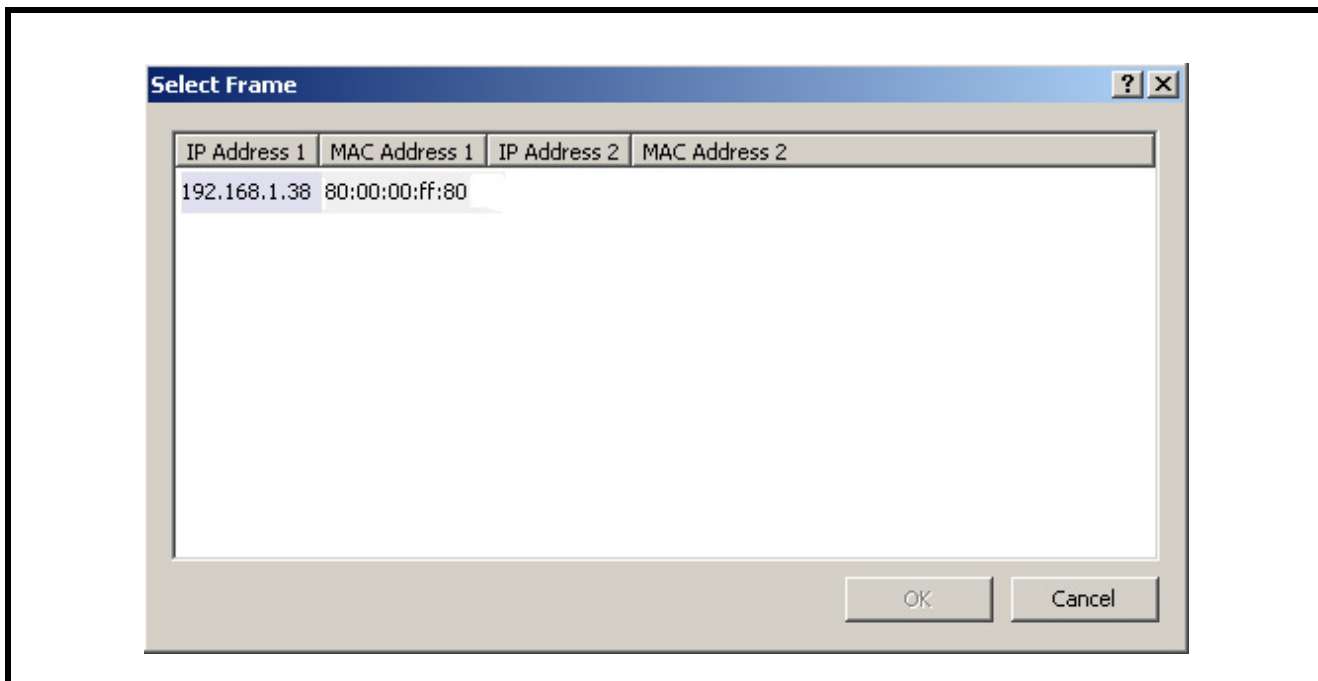 Select Frame
IP Address 1 MAC Address 1 IP Address 2 MAC Address 2
192.168.1.38 80:00:00:ff:80
OK Cancel